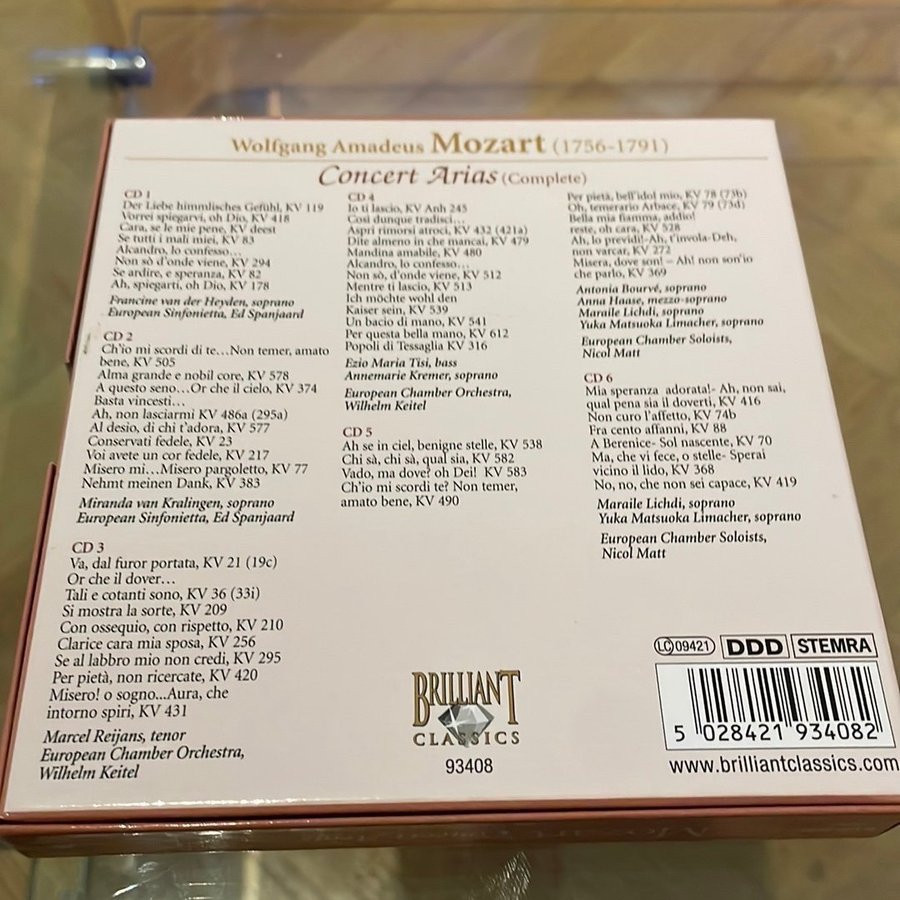 Wolfgang Amadeus Mozart (1756-1791)
Concert Arias (Complete)
CD 1
Der Liebe himmlisches Gefühl, KV 119
Vorrei spiegarvi, oh Dio, KV 418
Cara, se le mie pene, KV deest
Se tutti i mali miei, KV 83
Alcandro, lo confesso...
Non sò d'onde viene, KV 294
Se ardire, e speranza, KV 82
Ah, spiegarti, oh Dio, KV 178
Francine van der Heyden, soprano
European Sinfonietta, Ed Spanjaard
CD 2
Ch'io mi scordi di te...Non temer, amato
bene, KV 505
Alma grande e nobil core, KV 578
A questo seno...Or che il cielo, KV 374
Basta vincesti...
Ah, non lasciarmi KV 486a (295a)
Al desio, di chi t'adora, KV 577
Conservati fedele, KV 23
Voi avete un cor fedele, KV 217
Misero mi...Misero pargoletto, KV 77
Nehmt meinen Dank, KV 383
Miranda van Kralingen, soprano
European Sinfonietta, Ed Spanjaard
CD 3
Va, dal furor portata, KV 21 (19c)
Or che il dover...
Tali e cotanti sono, KV 36 (33i)
Si mostra la sorte, KV 209
Con ossequio, con rispetto, KV 210
Clarice cara mia sposa, KV 256
Se al labbro mio non credi, KV 295
Per pietà, non ricercate, KV 420
Misero! o sogno...Aura, che
intorno spiri, KV 431
Marcel Reijans, tenor
European Chamber Orchestra,
Wilhelm Keitel
CD 4
Io ti lascio, KV Anh 245
Così dunque tradisci...
Aspri rimorsi atroci, KV 432 (421a)
Dite almeno in che mancai, KV 479
Mandina amabile, KV 480
Alcandro, lo confesso...
Non sò, d'onde viene, KV 512
Mentre ti lascio, KV 513
Ich möchte wohl den
Kaiser sein, KV 539
Un bacio di mano, KV 541
Per questa bella mano, KV 612
Popoli di Tessaglia KV 316
Ezio Maria Tisi, bass
Annemarie Kremer, soprano
European Chamber Orchestra,
Wilhelm Keitel
CD 5
Ah se in ciel, benigne stelle, KV 538
Chi sà, chi sà, qual sia, KV 582
Vado, ma dove? oh Dei! KV 583
Ch'io mi scordi te? Non temer,
amato bene, KV 490
Per pietà, bell'idol mio, KV 78 (73b)
Oh, temerario Arbace, KV 79 (73d)
Bella mia fiamma, addio!
reste, oh cara, KV 528
Ah, lo previdi!-Ah, t'invola-Deh,
non varcar, KV 272
Misera, dove son! – Ah! non son'io
che parlo, KV 369
Antonia Bourvé, soprano
Anna Haase, mezzo-soprano
Maraile Lichdi, soprano
Yuka Matsuoka Limacher, soprano
European Chamber Soloists,
Nicol Matt
CD 6
Mia speranza adorata!- Ah, non sai,
qual pena sia il doverti, KV 416
Non curo l'affetto, KV 74b
Fra cento affanni, KV 88
A Berenice- Sol nascente, KV 70
Ma, che vi fece, o stelle- Sperai
vicino il lido, KV 368
No, no, che non sei capace, KV 419
Maraile Lichdi, soprano
Yuka Matsuoka Limacher, soprano
European Chamber Soloists,
Nicol Matt
BRILLIANT
CLASSICS
93408
LC 09421 DDD STEMRA
5 028421 934082
www.brilliantclassics.com